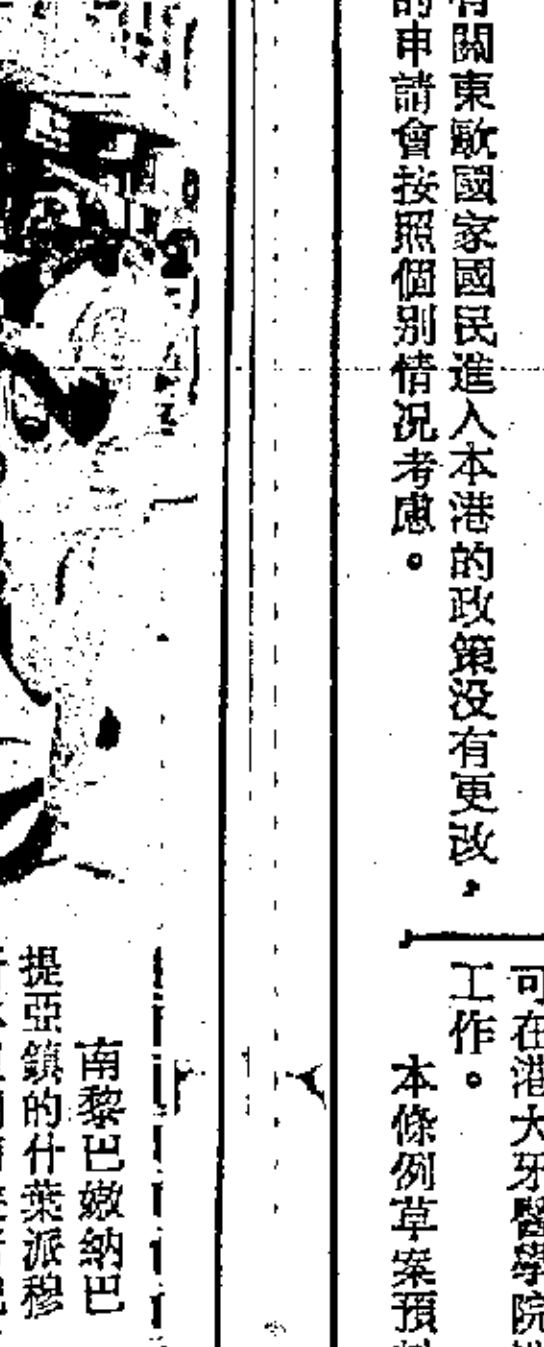 有關東歐國家國民進入本港的政策没有更改，
的申請會按照個別情況考慮。
可在港大牙醫學院
工作。
本條例草案預
南黎巴嫩納巴
提亞鎮的什葉派穆